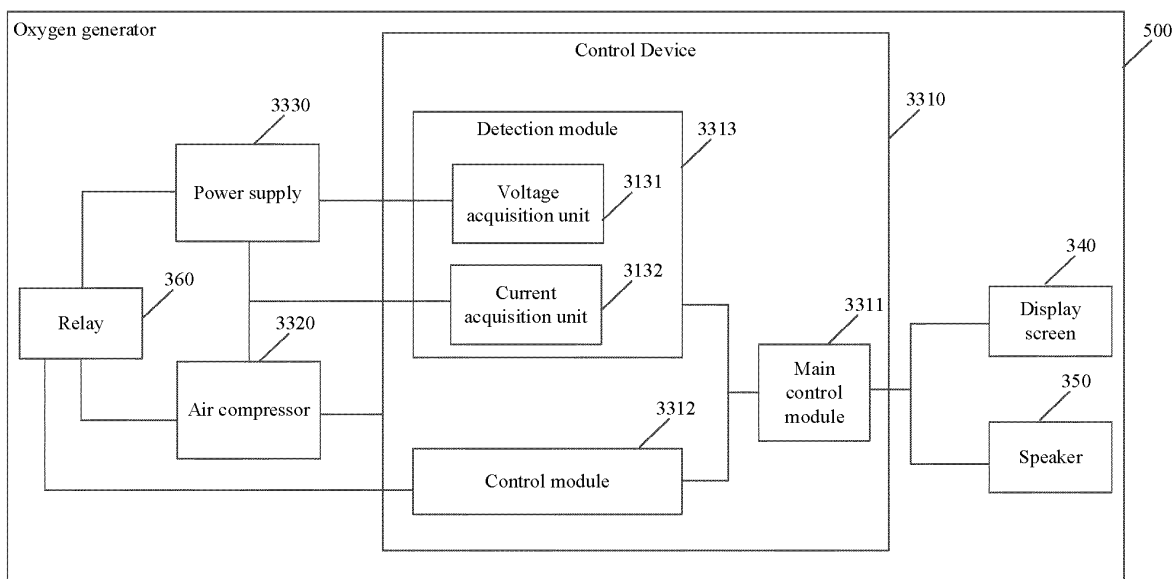 Oxygen generator
500
Control Device
3310
3330
Power supply
Detection module
3313
Voltage
acquisition unit
3131
Current
acquisition unit
3132
360
Relay
3320
Air compressor
3311
Main
control
module
340
Display
screen
350
Speaker
3312
Control module